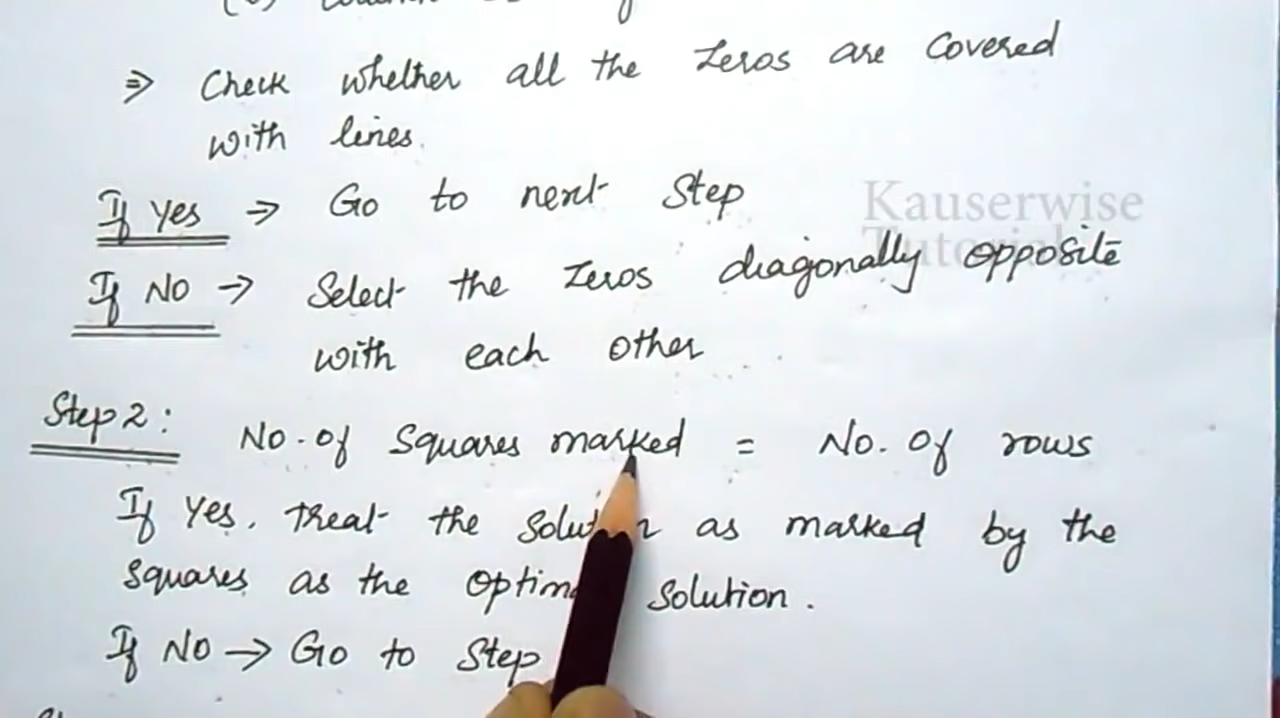 ⇒ Check whether all the Zeros are Covered
with lines.
If Yes → Go to next Step
Kauserwise
Tutorial
If No → Select the Zeros diagonally opposite
with each other
Step 2: No. of Squares marked = No. of rows
If Yes, Treat the as marked by the
Squares as the Solution.
If No → Go to Step